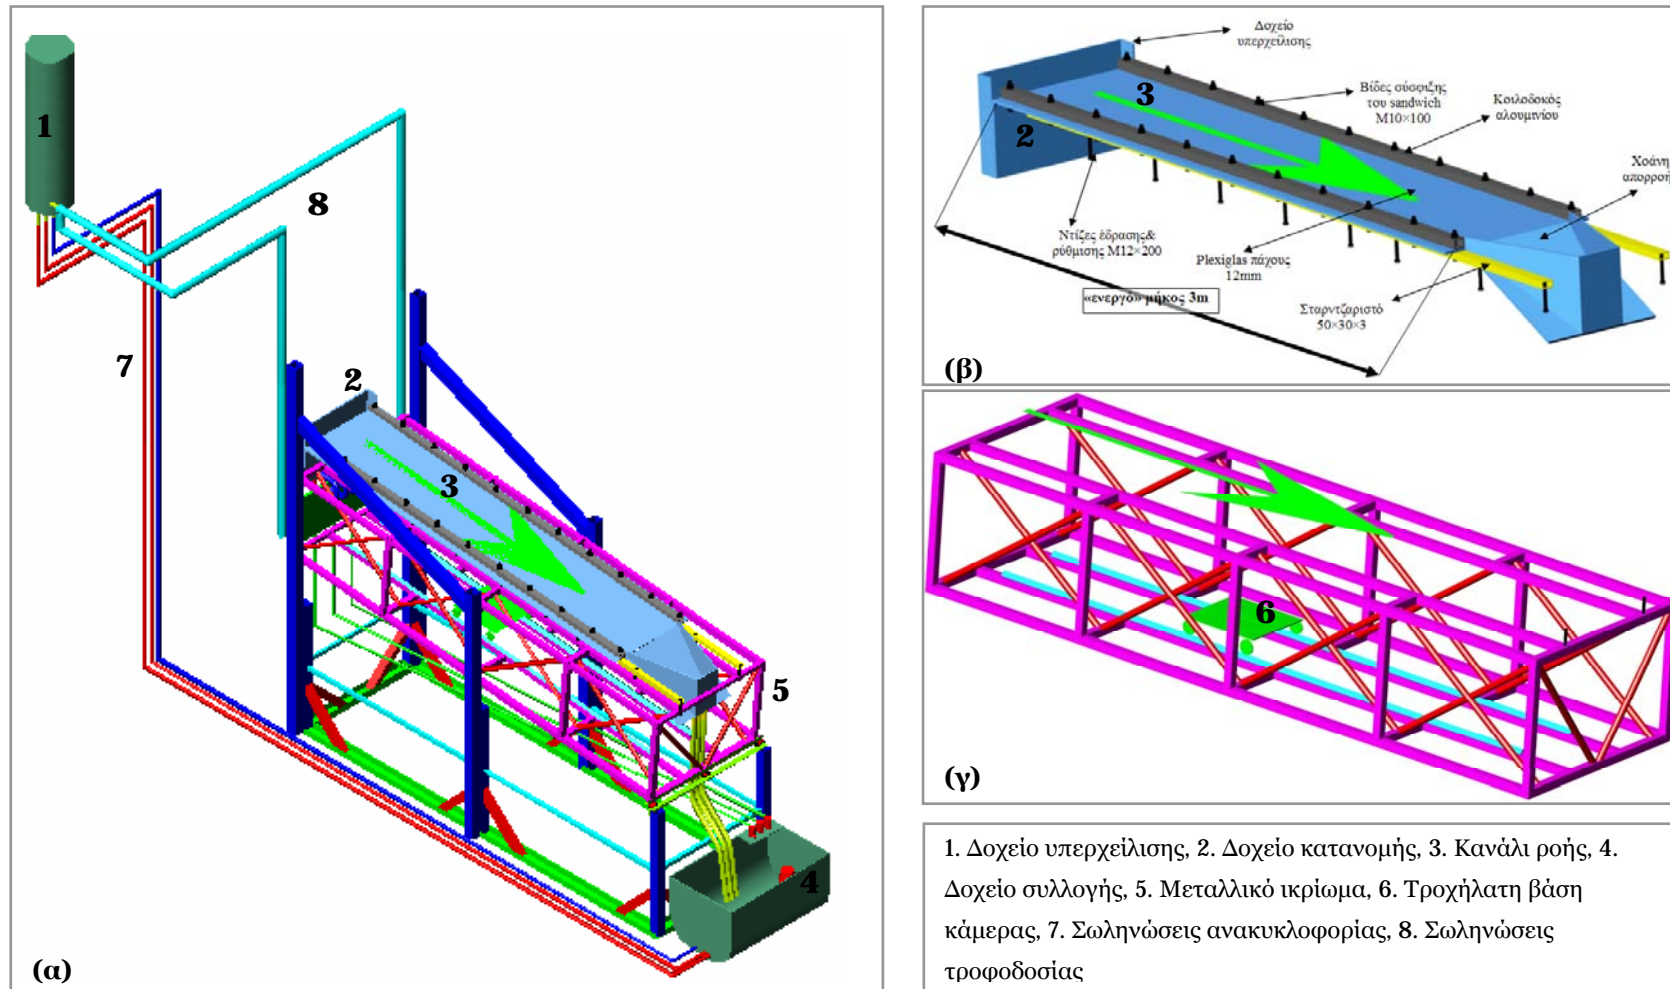 1
8
7
2
3
5
4
(α)
Δοχείο
υπερχείλισης
3
2
Βίδες σύσφιξης
του sandwich
M10×100
Κοιλοδοκός
αλουμινίου
Χοάνη
απορροή
Ντίζες έδρασης&
ρύθμισης M12×200
Plexiglas πάχους
12mm
«ενεργό» μήκος 3m
Σταρντζαριστό
50×30×3
(β)
6
(γ)
1. Δοχείο υπερχείλισης, 2. Δοχείο κατανομής, 3. Κανάλι ροής, 4.
Δοχείο συλλογής, 5. Μεταλλικό ικρίωμα, 6. Τροχήλατη βάση
κάμερας, 7. Σωληνώσεις ανακυκλοφορίας, 8. Σωληνώσεις
τροφοδοσίας